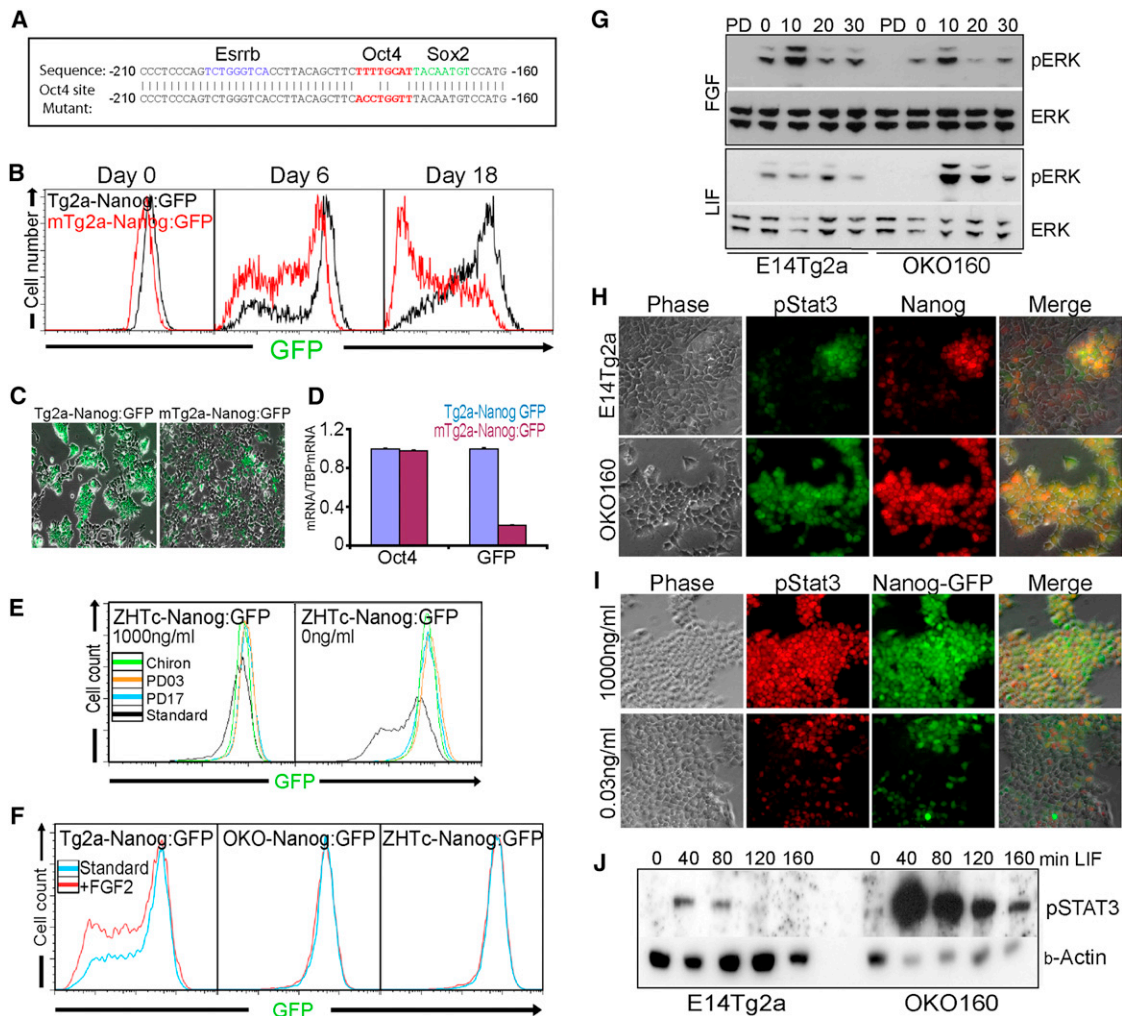 A
Esrrb Oct4 Sox2
Sequence: -210 CCCTCCCAGTCTGGGTCACCTTACAGCTTCTTTTGCATTACAATGTCCATG -160
Oct4 site
Mutant: -210 CCCTCCCAGTCTGGGTCACCTTACAGCTTCACCTGGTTTACAATGTCCATG -160
B
Day 0 Day 6 Day 18
Tg2a-Nanog:GFP
mTg2a-Nanog:GFP
Cell number
GFP
C
Tg2a-Nanog:GFP mTg2a-Nanog:GFP
D
Tg2a-Nanog GFP
mTg2a-Nanog:GFP
mRNA/TBPmRNA
1.2
0.8
0.4
0
Oct4 GFP
E
ZHTc-Nanog:GFP ZHTc-Nanog:GFP
1000ng/ml 0ng/ml
Chiron
PD03
PD17
Standard
Cell count
GFP
F
Tg2a-Nanog:GFP OKO-Nanog:GFP ZHTc-Nanog:GFP
Standard
+FGF2
Cell count
GFP
G
PD 0 10 20 30 PD 0 10 20 30
FGF
pERK
ERK
LIF
pERK
ERK
E14Tg2a OKO160
H
Phase pStat3 Nanog Merge
E14Tg2a
OKO160
I
Phase pStat3 Nanog-GFP Merge
1000ng/ml
0.03ng/ml
J
0 40 80 120 160 0 40 80 120 160 min LIF
pSTAT3
b-Actin
E14Tg2a OKO160